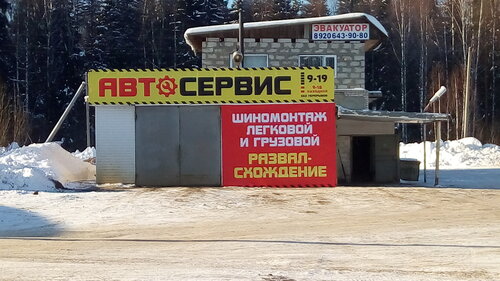 ЭВАКУАТОР
8920643-90-80
АВТОСЕРВИС
9-19
ШИНОМОНТАЖ
ЛЕГКОВОЙ
И ГРУЗОВОЙ
РАЗВАЛ-
СХОЖДЕНИЕ